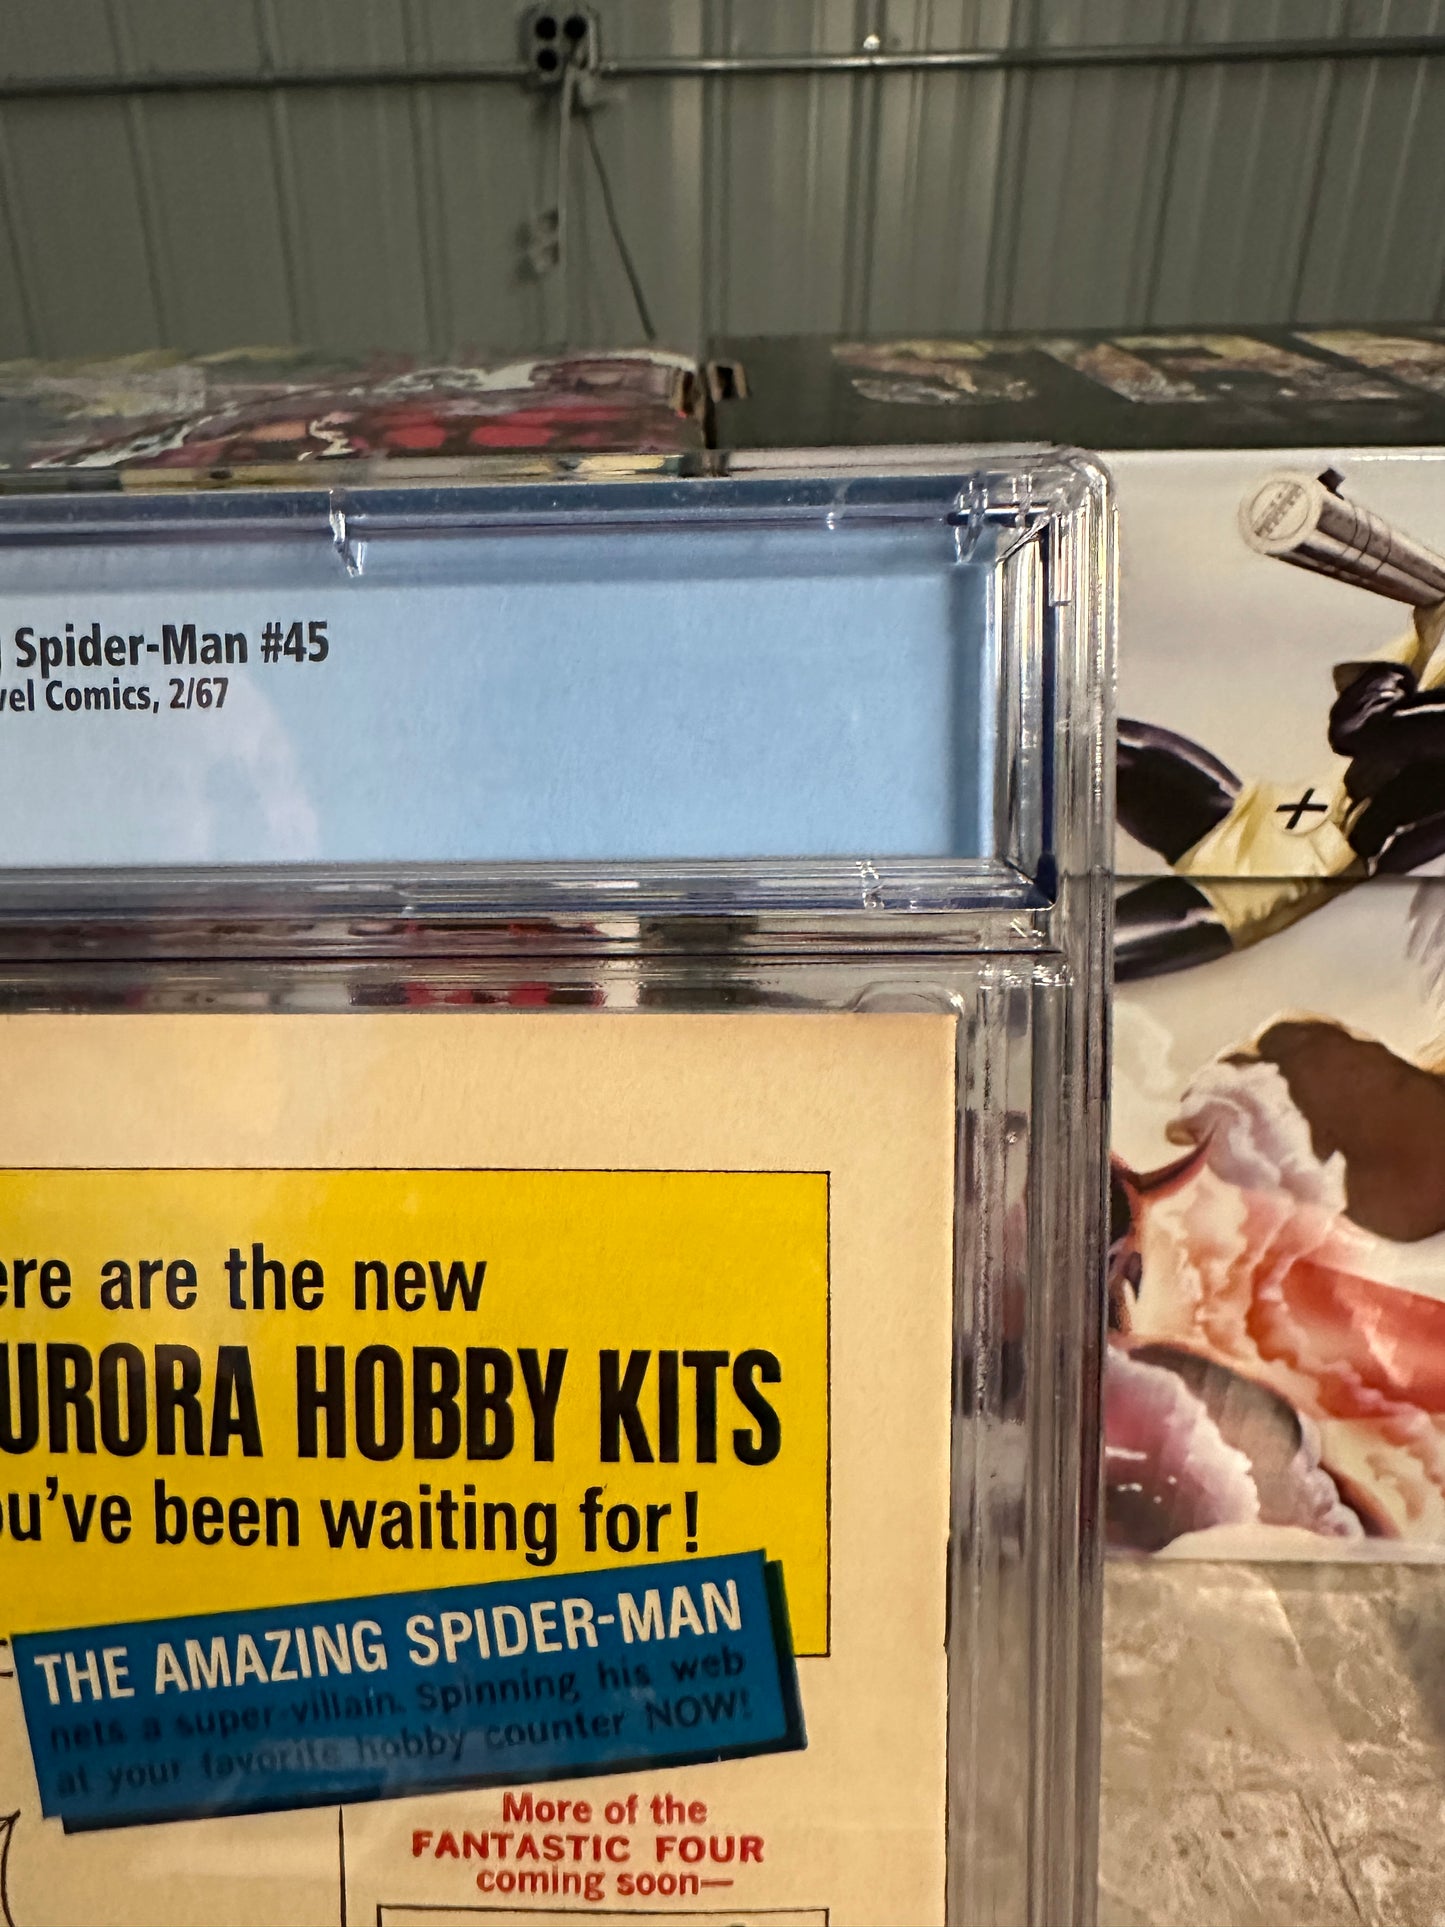 Spider-Man #45
vel Comics, 2/67
ere are the new
URORA HOBBY KITS
ou've been waiting for!
THE AMAZING SPIDER-MAN
nets a super-villain. Spinning his web
at your favorite hobby counter NOW!
More of the
FANTASTIC FOUR
coming soon—